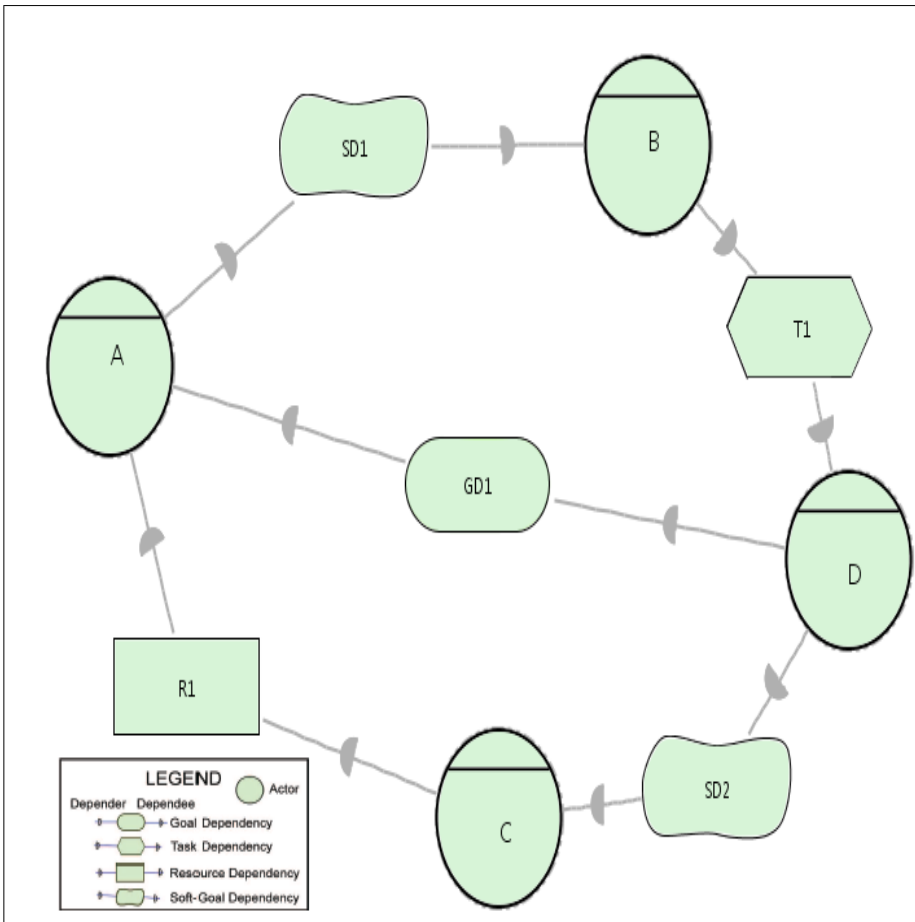 SD1
B
A
T1
GD1
D
R1
SD2
C
LEGEND
Actor
Depender Dependee
Goal Dependency
Task Dependency
Resource Dependency
Soft-Goal Dependency